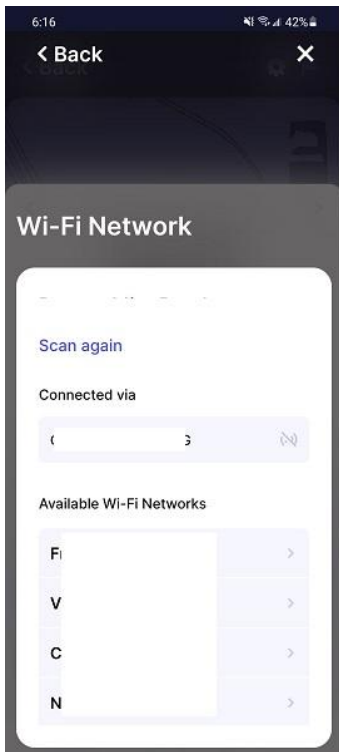 6:16 42%
< Back ×
Wi-Fi Network
Scan again
Connected via
Available Wi-Fi Networks
V
C
N